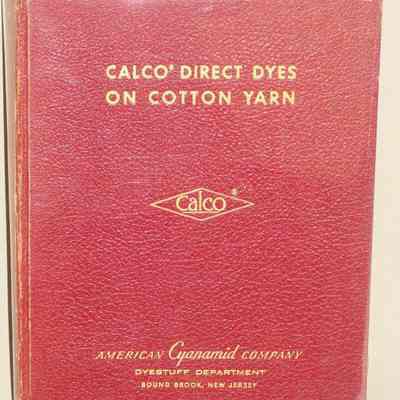 CALCO® DIRECT DYES
ON COTTON YARN
Calco ®
AMERICAN Cyanamid COMPANY
DYESTUFF DEPARTMENT
BOUND BROOK, NEW JERSEY